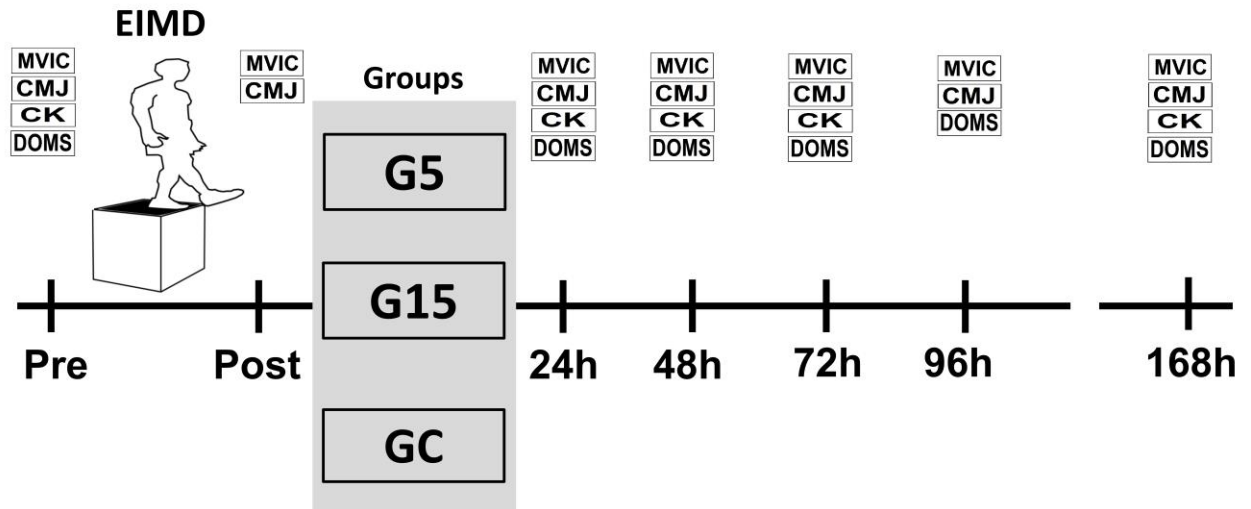 EIMD
MVIC
CMJ
CK
DOMS
MVIC
CMJ
Groups
G5
G15
GC
MVIC
CMJ
CK
DOMS
MVIC
CMJ
CK
DOMS
MVIC
CMJ
CK
DOMS
MVIC
CMJ
DOMS
MVIC
CMJ
CK
DOMS
Pre
Post
24h
48h
72h
96h
168h